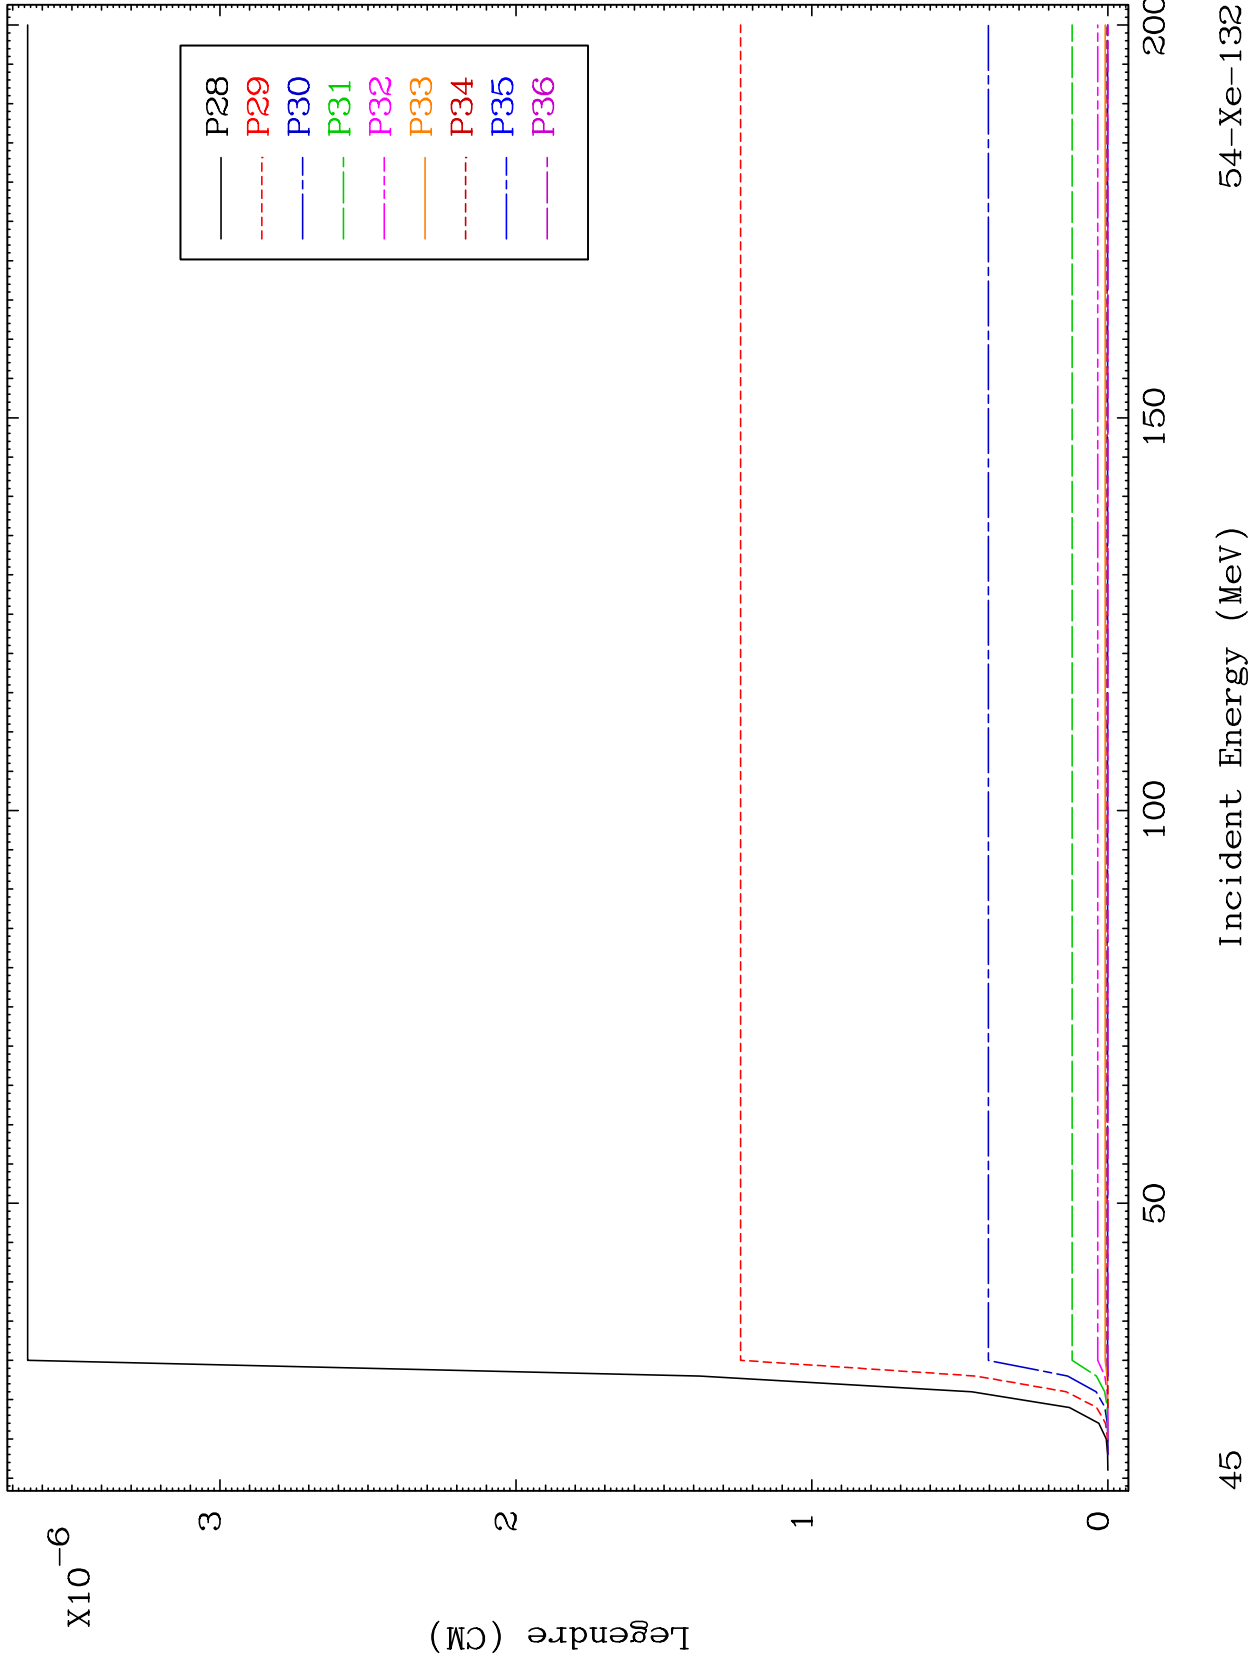 X10-6
3
2
1
0
Legendre (CM)
P28
P29
P30
P31
P32
P33
P34
P35
P36
50
100
150
200
Incident Energy (MeV)
45
54-Xe-132